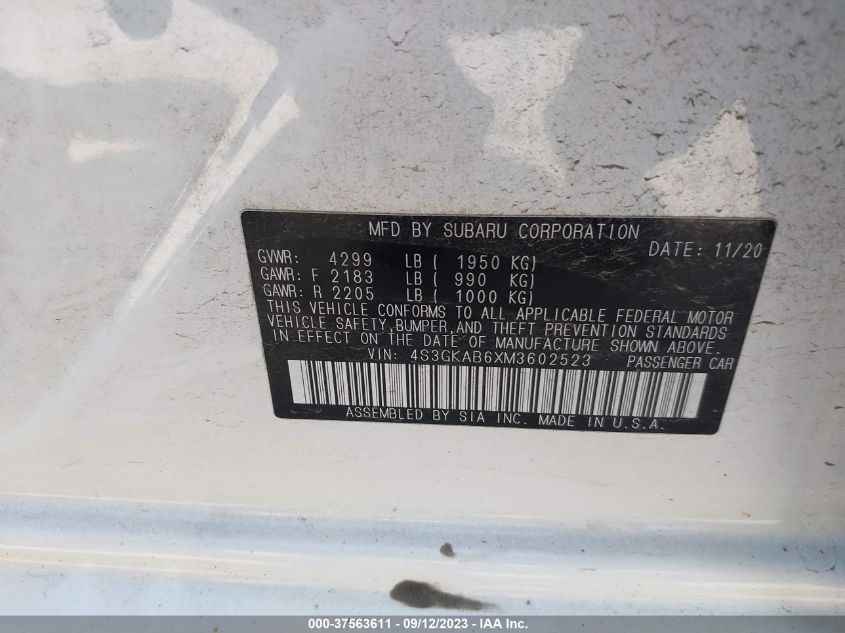 MFD BY SUBARU CORPORATION
DATE: 11/20
GVWR: 4299 LB ( 1950 KG)
GAWR: F 2183 LB ( 990 KG)
GAWR: R 2205 LB ( 1000 KG)
THIS VEHICLE CONFORMS TO ALL APPLICABLE FEDERAL MOTOR
VEHICLE SAFETY,BUMPER,AND THEFT PREVENTION STANDARDS
IN EFFECT ON THE DATE OF MANUFACTURE SHOWN ABOVE.
VIN: 4S3GKAB6XM3602523 PASSENGER CAR
ASSEMBLED BY SIA INC. MADE IN U.S.A.
000-37563611 - 09/12/2023 - IAA Inc.